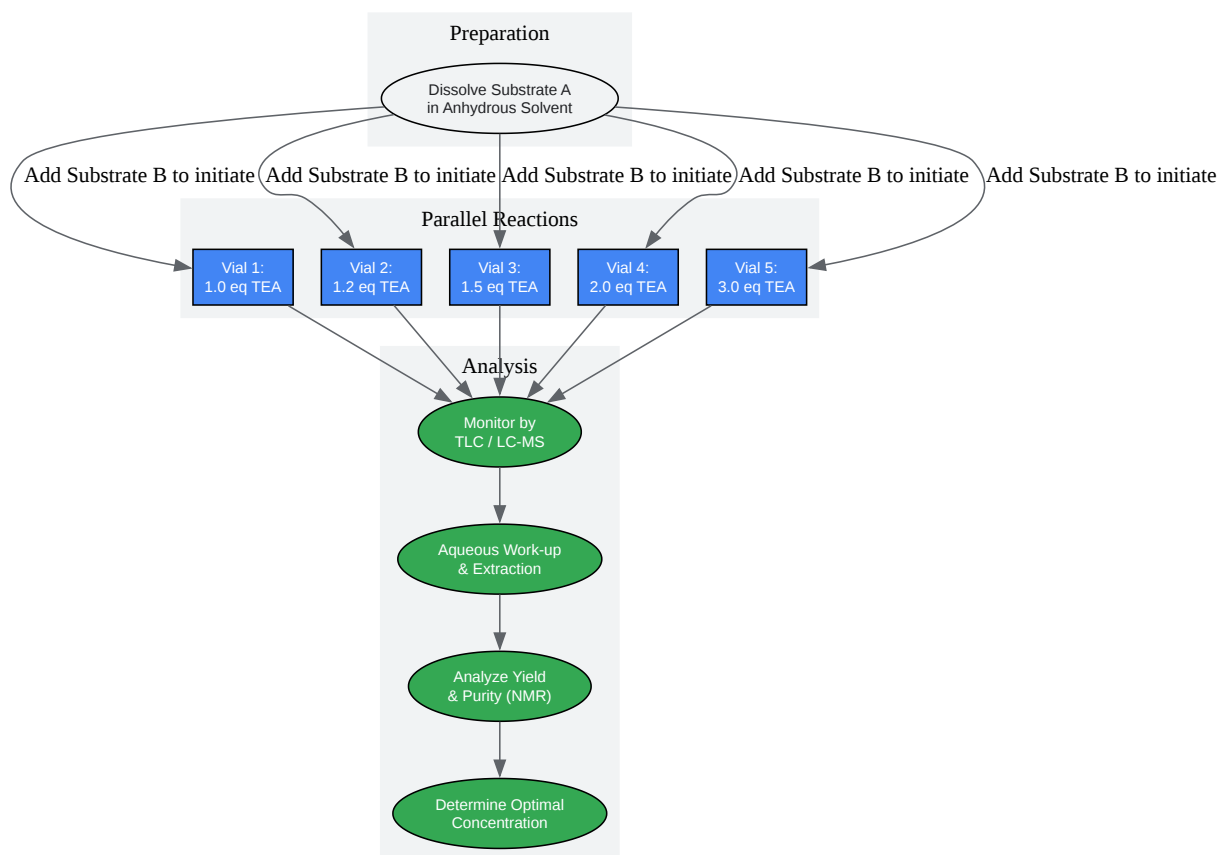 Preparation
Dissolve Substrate A
in Anhydrous Solvent
Add Substrate B to initiate
Add Substrate B to initiate
Add Substrate B to initiate
Add Substrate B to initiate
Add Substrate B to initiate
Parallel Reactions
Vial 1:
1.0 eq TEA
Vial 2:
1.2 eq TEA
Vial 3:
1.5 eq TEA
Vial 4:
2.0 eq TEA
Vial 5:
3.0 eq TEA
Analysis
Monitor by
TLC / LC-MS
Aqueous Work-up
& Extraction
Analyze Yield
& Purity (NMR)
Determine Optimal
Concentration